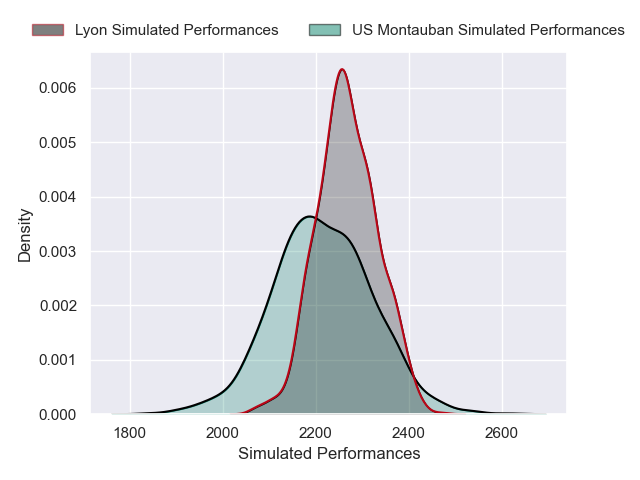 Lyon Simulated Performances US Montauban Simulated Performances
0.006
0.005
0.004
0.003
0.002
0.001
0.000
Density
1800 2000 2200 2400 2600
Simulated Performances